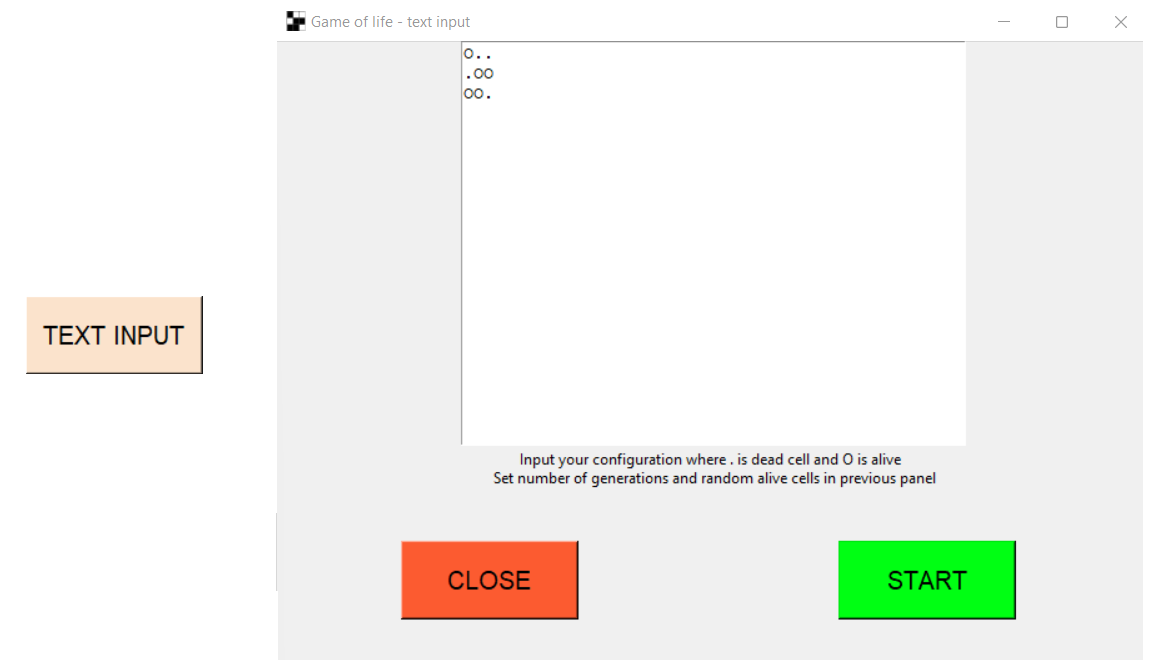 Game of life - text input
O..
.OO
OO.
TEXT INPUT
Input your configuration where . is dead cell and O is alive
Set number of generations and random alive cells in previous panel
CLOSE
START